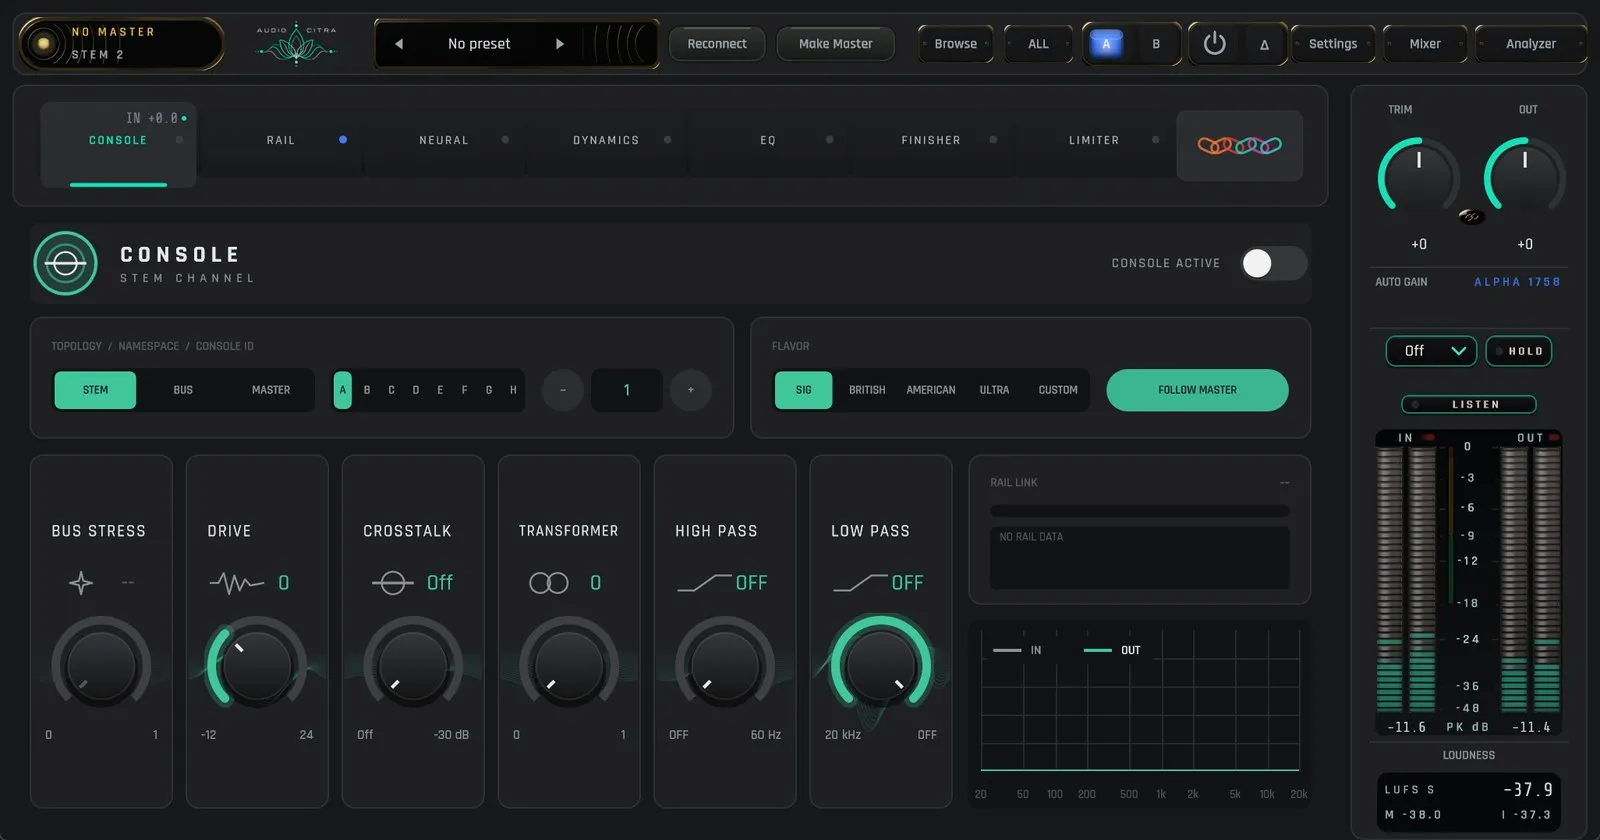 NO MASTER
STEM 2
AUDIO CITRA
No preset
Reconnect
Make Master
Browse
ALL
A
B
Δ
Settings
Mixer
Analyzer
IN +0.0
CONSOLE
RAIL
NEURAL
DYNAMICS
EQ
FINISHER
LIMITER
TRIM
OUT
+0
+0
AUTO GAIN
ALPHA 1758
CONSOLE
STEM CHANNEL
CONSOLE ACTIVE
TOPOLOGY / NAMESPACE / CONSOLE ID
STEM
BUS
MASTER
A B C D E F G H
-
1
+
FLAVOR
SIG
BRITISH
AMERICAN
ULTRA
CUSTOM
FOLLOW MASTER
Off
HOLD
LISTEN
BUS STRESS
--
0 1
DRIVE
0
-12 24
CROSSTALK
Off
Off -30 dB
TRANSFORMER
0
0 1
HIGH PASS
OFF
OFF 60 Hz
LOW PASS
OFF
20 kHz OFF
RAIL LINK --
NO RAIL DATA
IN OUT
20 50 100 200 500 1k 2k 5k 10k 20k
IN OUT
0
-3
-6
-9
-12
-18
-24
-36
-48
-11.6 PK dB -11.4
LOUDNESS
LUFS S -37.9
M -38.0 I -37.3